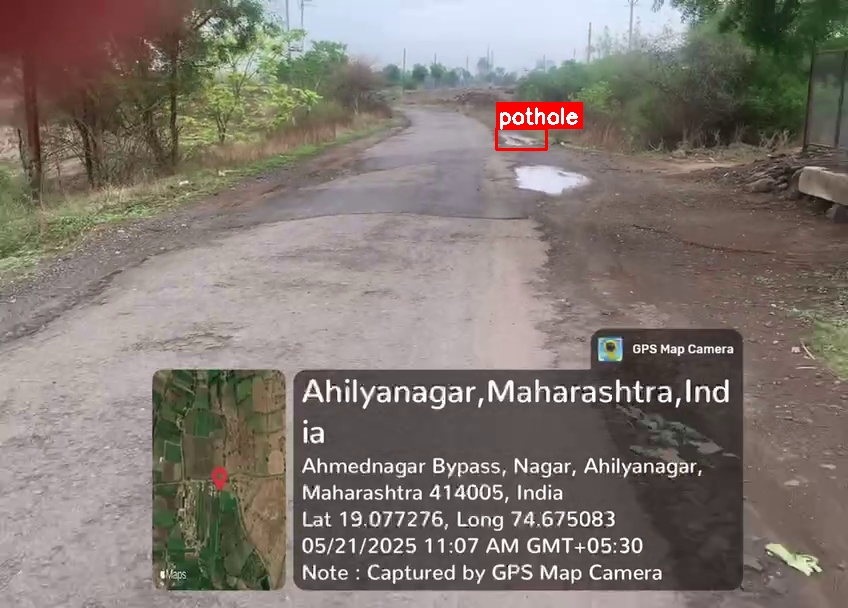 pothole
GPS Map Camera
Ahilyanagar,Maharashtra,Ind
ia
Ahmednagar Bypass, Nagar, Ahilyanagar,
Maharashtra 414005, India
Lat 19.077276, Long 74.675083
05/21/2025 11:07 AM GMT+05:30
Note : Captured by GPS Map Camera
Maps